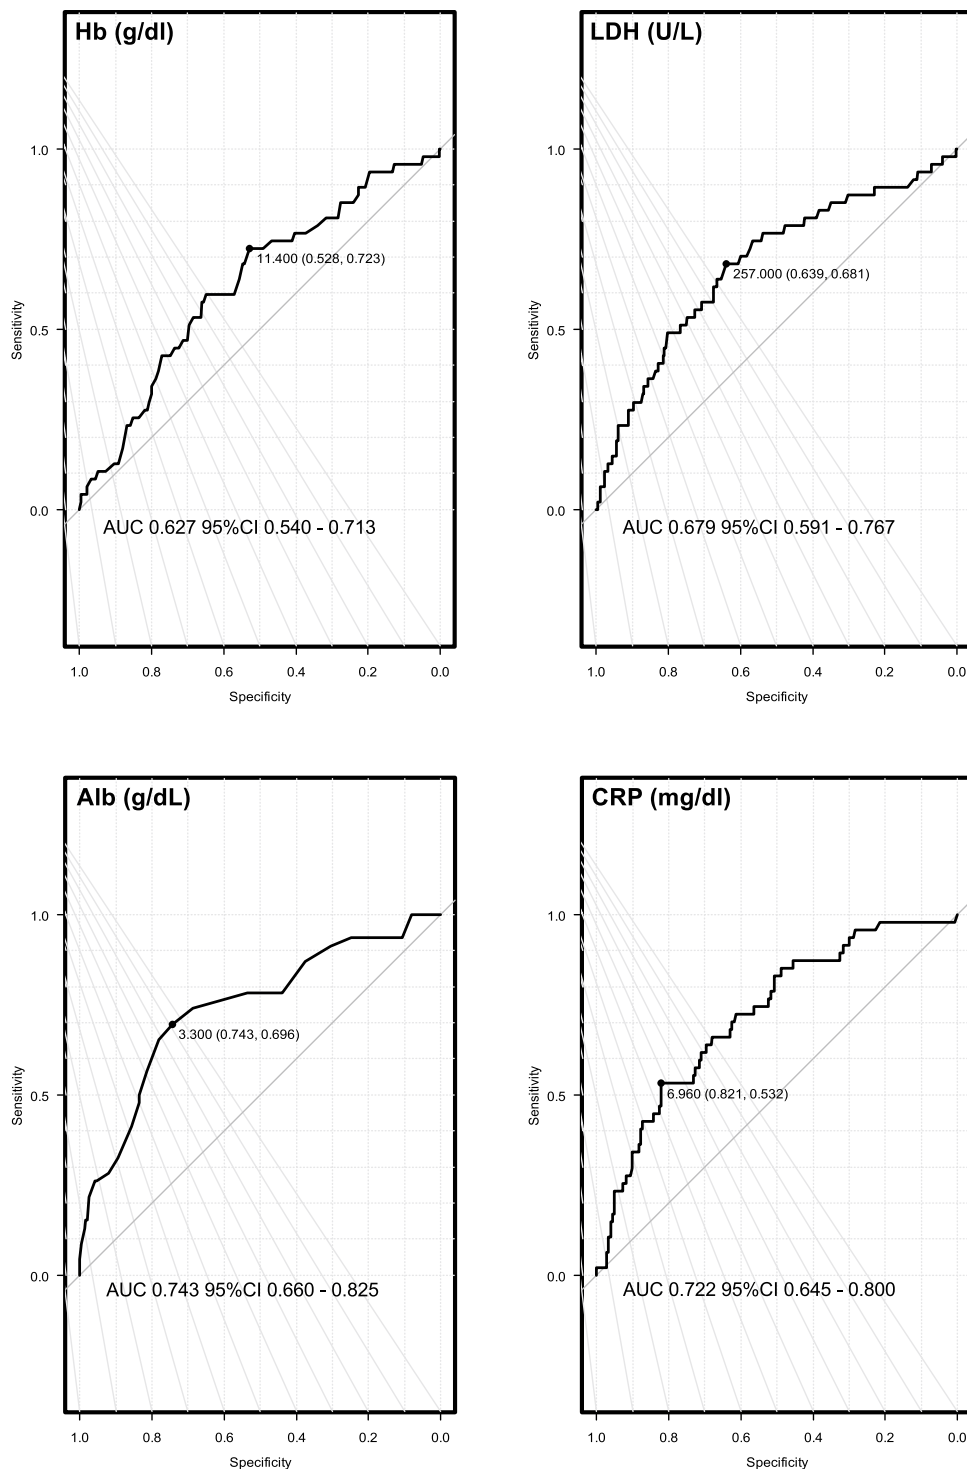 Hb (g/dl)
1.0
0.5
0.0
Sensitivity
11.400 (0.528, 0.723)
AUC 0.627 95%CI 0.540 - 0.713
1.0 0.8 0.6 0.4 0.2 0.0
Specificity
LDH (U/L)
1.0
0.5
0.0
Sensitivity
257.000 (0.639, 0.681)
AUC 0.679 95%CI 0.591 - 0.767
1.0 0.8 0.6 0.4 0.2 0.0
Specificity
Alb (g/dL)
1.0
0.5
0.0
Sensitivity
3.300 (0.743, 0.696)
AUC 0.743 95%CI 0.660 - 0.825
1.0 0.8 0.6 0.4 0.2 0.0
Specificity
CRP (mg/dl)
1.0
0.5
0.0
Sensitivity
6.960 (0.821, 0.532)
AUC 0.722 95%CI 0.645 - 0.800
1.0 0.8 0.6 0.4 0.2 0.0
Specificity